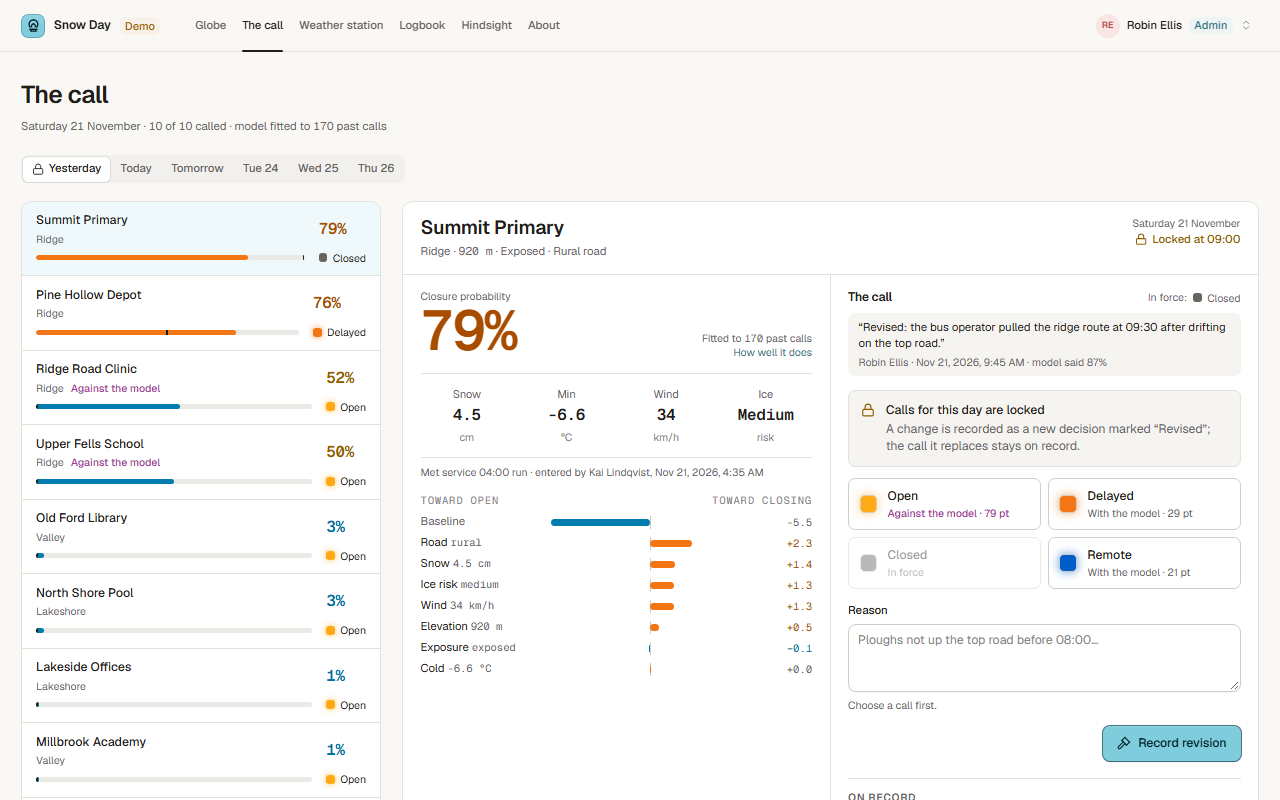 Snow Day Demo Globe The call Weather station Logbook Hindsight About RE Robin Ellis Admin
The call
Saturday 21 November · 10 of 10 called · model fitted to 170 past calls
Yesterday Today Tomorrow Tue 24 Wed 25 Thu 26
Summit Primary
Ridge
79%
Closed
Pine Hollow Depot
Ridge
76%
Delayed
Ridge Road Clinic
Ridge Against the model
52%
Open
Upper Fells School
Ridge Against the model
50%
Open
Old Ford Library
Valley
3%
Open
North Shore Pool
Lakeshore
3%
Open
Lakeside Offices
Lakeshore
1%
Open
Millbrook Academy
Valley
1%
Open
Summit Primary
Ridge · 920 m · Exposed · Rural road
Saturday 21 November
Locked at 09:00
Closure probability
79%
Fitted to 170 past calls
How well it does
Snow Min Wind Ice
4.5 -6.6 34 Medium
cm °C km/h risk
Met service 04:00 run · entered by Kai Lindqvist, Nov 21, 2026, 4:35 AM
TOWARD OPEN TOWARD CLOSING
Baseline -5.5
Road rural +2.3
Snow 4.5 cm +1.4
Ice risk medium +1.3
Wind 34 km/h +1.3
Elevation 920 m +0.5
Exposure exposed -0.1
Cold -6.6 °C +0.0
The call
In force: Closed
“Revised: the bus operator pulled the ridge route at 09:30 after drifting
on the top road.”
Robin Ellis · Nov 21, 2026, 9:45 AM · model said 87%
Calls for this day are locked
A change is recorded as a new decision marked “Revised”;
the call it replaces stays on record.
Open
Against the model · 79 pt
Delayed
With the model · 29 pt
Closed
In force
Remote
With the model · 21 pt
Reason
Ploughs not up the top road before 08:00…
Choose a call first.
Record revision
ON RECORD